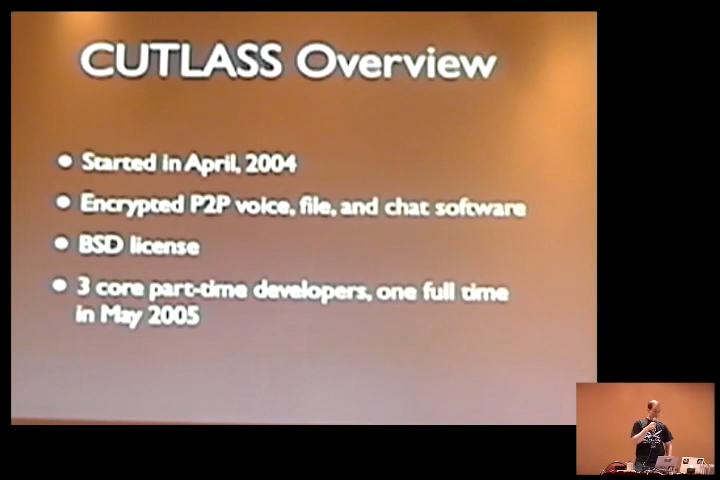 CUTLASS Overview
Started in April, 2004
Encrypted P2P voice, file, and chat software
BSD license
3 core part-time developers, one full time
in May 2005